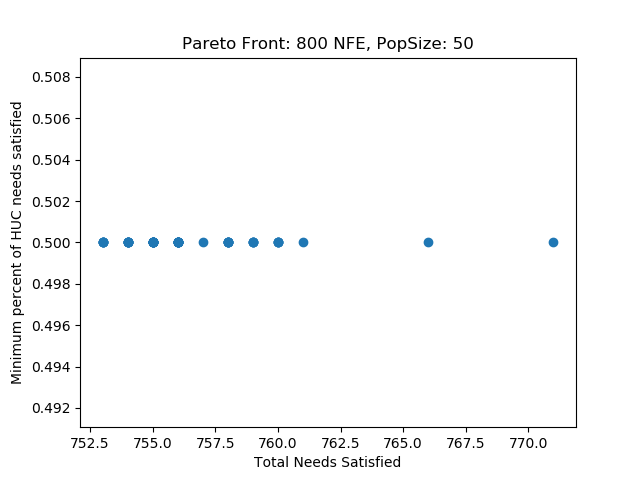 Pareto Front: 800 NFE, PopSize: 50
Minimum percent of HUC needs satisfied
0.508
0.506
0.504
0.502
0.500
0.498
0.496
0.494
0.492
752.5 755.0 757.5 760.0 762.5 765.0 767.5 770.0
Total Needs Satisfied